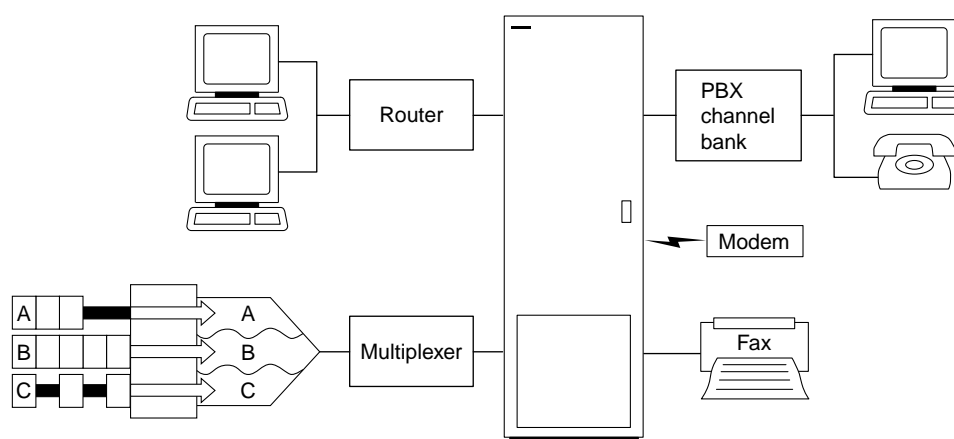 Router
PBX
channel
bank
Modem
A
A
B
B
C
C
Multiplexer
Fax